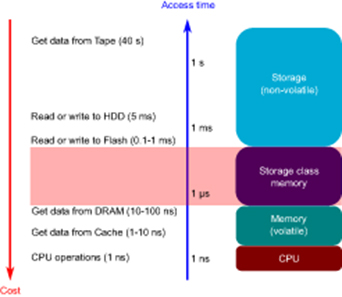 Access time
Get data from Tape (40 s)
1 s
Storage
(non-volatile)
Read or write to HDD (5 ms)
1 ms
Read or write to Flash (0.1-1 ms)
Storage class
memory
1 µs
Get data from DRAM (10-100 ns)
Memory
(volatile)
Get data from Cache (1-10 ns)
CPU operations (1 ns)
1 ns
CPU
Cost